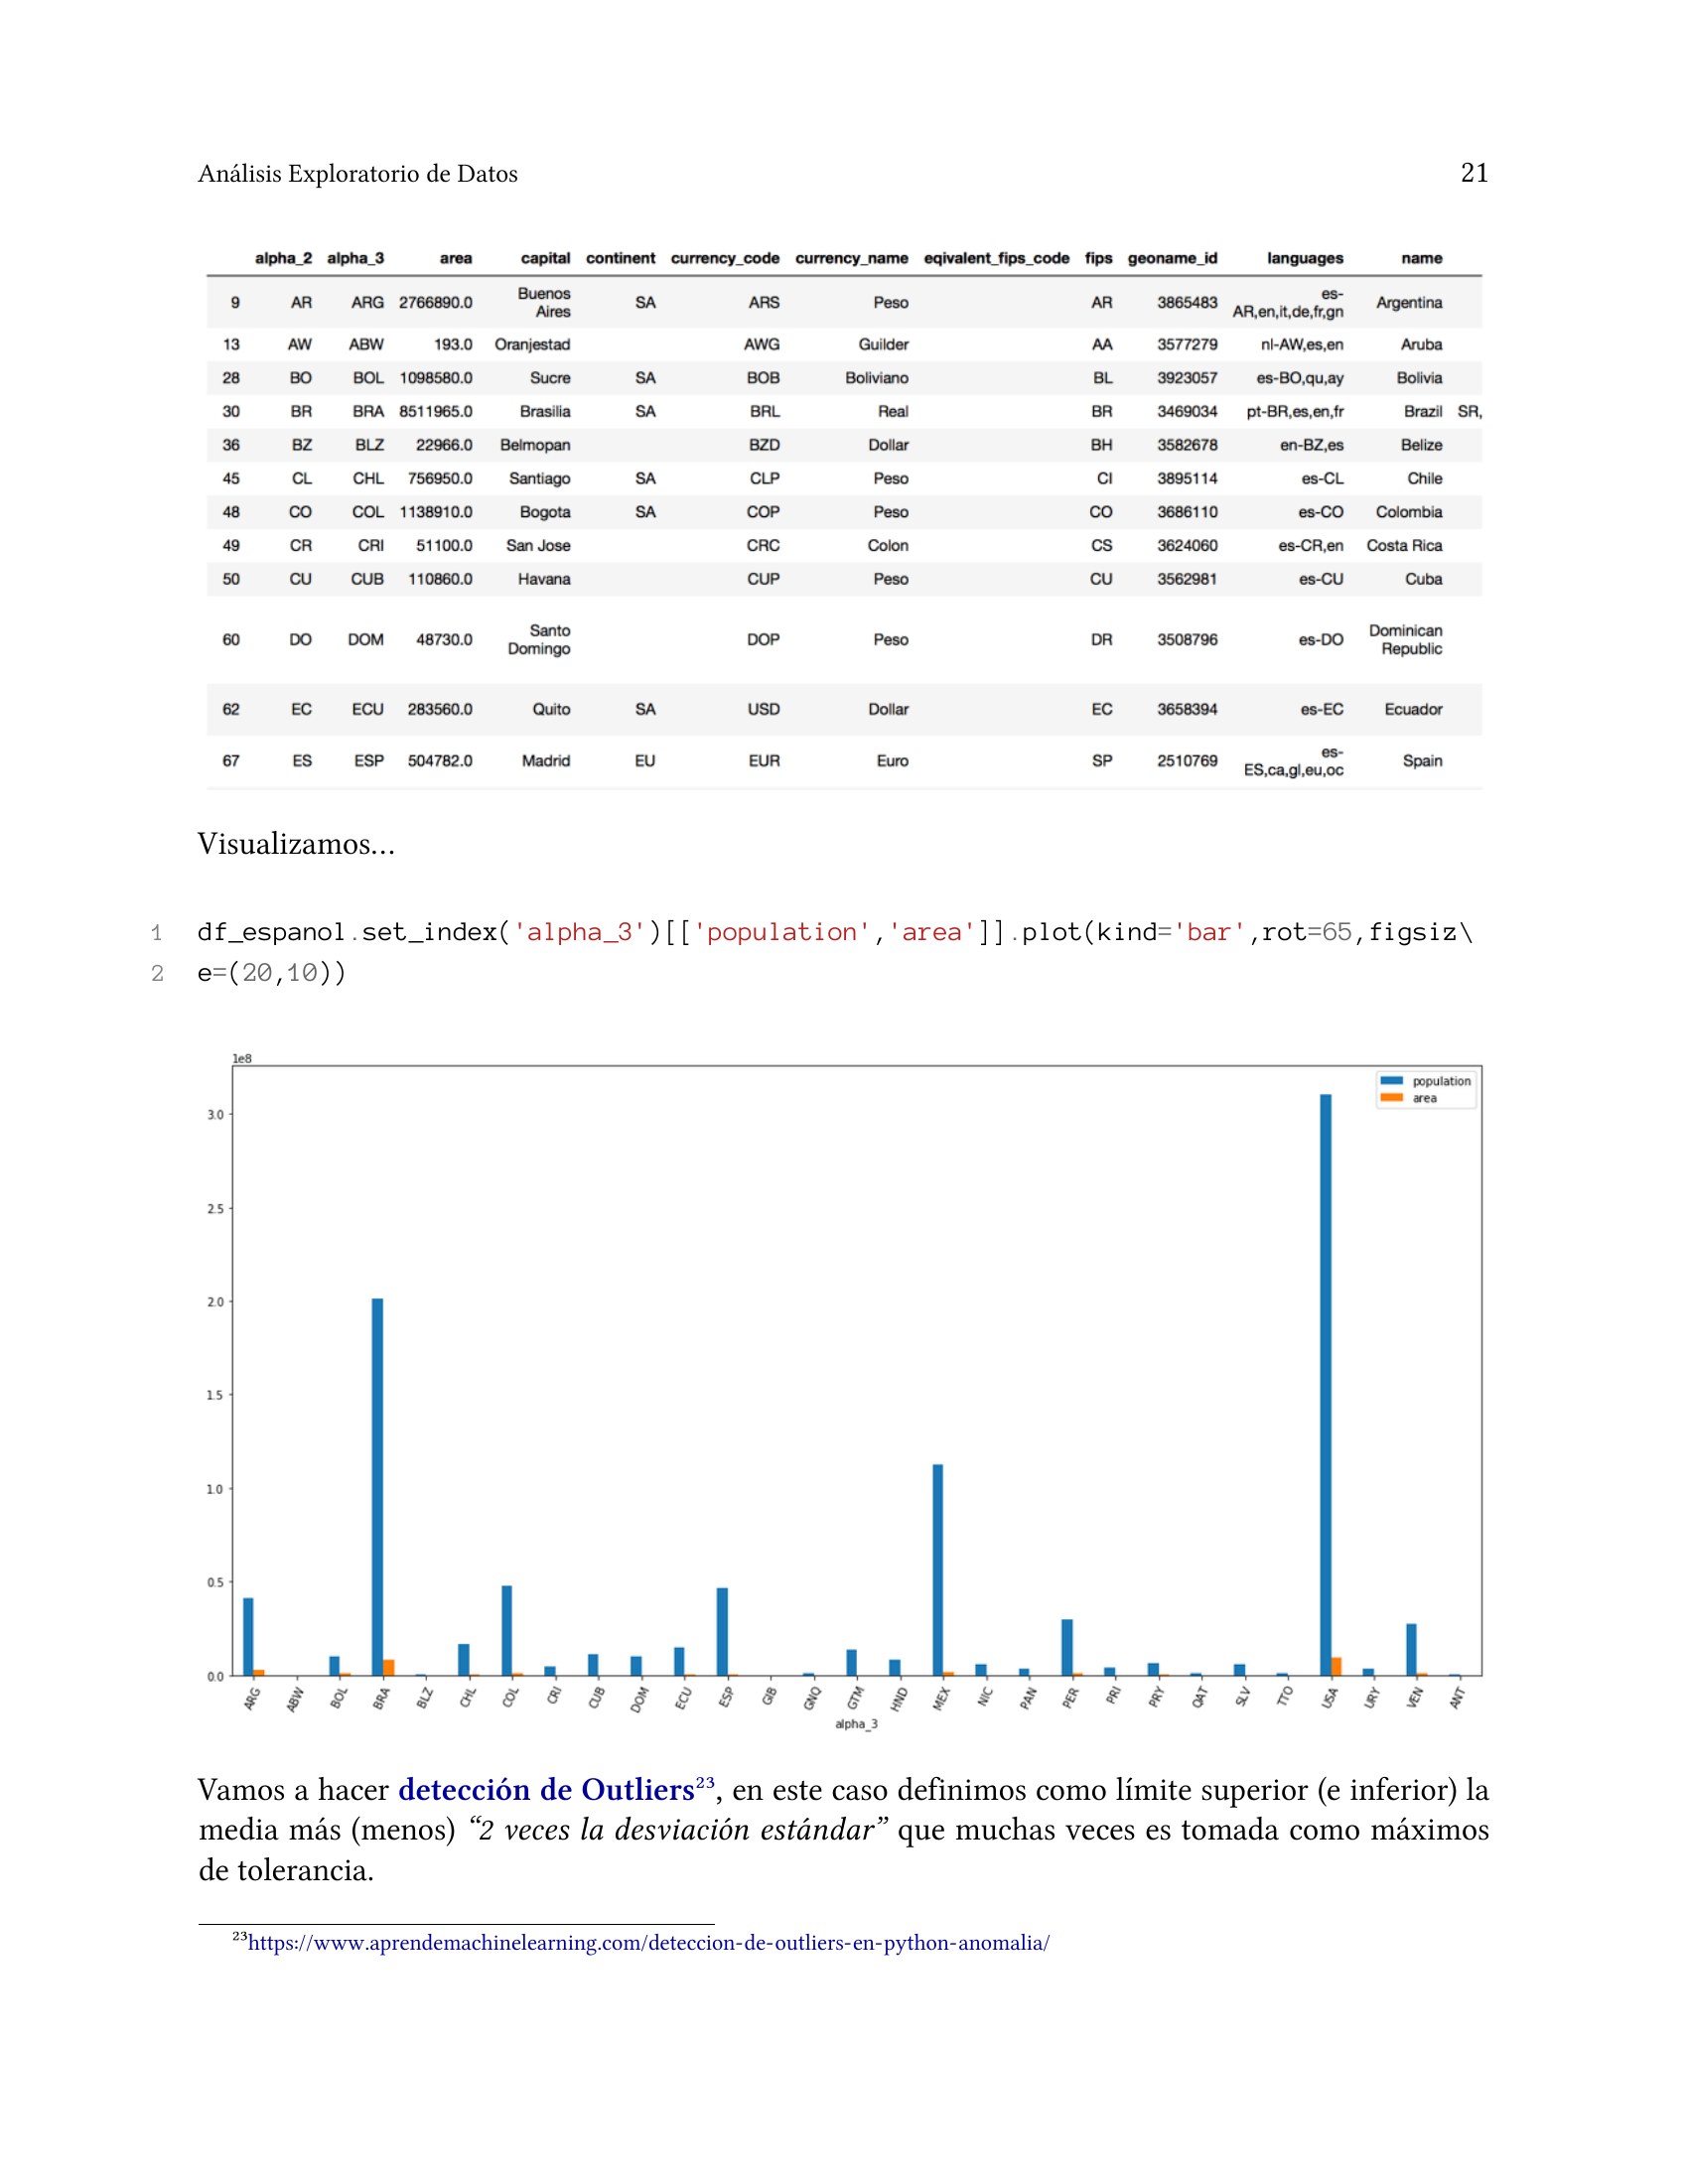 Análisis Exploratorio de Datos 21
alpha_2 alpha_3 area capital continent currency_code currency_name eqivalent_fips_code fips geoname_id languages name
9 AR ARG 2766890.0 Buenos Aires SA ARS Peso AR 3865483 es-AR,en,it,de,fr,gn Argentina
13 AW ABW 193.0 Oranjestad AWG Guilder AA 3577279 nl-AW,es,en Aruba
28 BO BOL 1098580.0 Sucre SA BOB Boliviano BL 3923057 es-BO,qu,ay Bolivia
30 BR BRA 8511965.0 Brasilia SA BRL Real BR 3469034 pt-BR,es,en,fr Brazil SR,
36 BZ BLZ 22966.0 Belmopan BZD Dollar BH 3582678 en-BZ,es Belize
45 CL CHL 756950.0 Santiago SA CLP Peso CI 3895114 es-CL Chile
48 CO COL 1138910.0 Bogota SA COP Peso CO 3686110 es-CO Colombia
49 CR CRI 51100.0 San Jose CRC Colon CS 3624060 es-CR,en Costa Rica
50 CU CUB 110860.0 Havana CUP Peso CU 3562981 es-CU Cuba
60 DO DOM 48730.0 Santo Domingo DOP Peso DR 3508796 es-DO Dominican Republic
62 EC ECU 283560.0 Quito SA USD Dollar EC 3658394 es-EC Ecuador
67 ES ESP 504782.0 Madrid EU EUR Euro SP 2510769 es-ES,ca,gl,eu,oc Spain
Visualizamos…
1 df_espanol.set_index('alpha_3')[['population','area']].plot(kind='bar',rot=65,figsiz\
2 e=(20,10))
1e8
population
area
3.0
2.5
2.0
1.5
1.0
0.5
0.0
ARG ABW BOL BRA BLZ CHL COL CRI CUB DOM ECU ESP GIB GNQ GTM HND MEX NIC PAN PER PRI PRY QAT SLV TTO USA URY VEN ANT
alpha_3
Vamos a hacer detección de Outliers²³, en este caso definimos como límite superior (e inferior) la
media más (menos) “2 veces la desviación estándar” que muchas veces es tomada como máximos
de tolerancia.
²³https://www.aprendemachinelearning.com/deteccion-de-outliers-en-python-anomalia/